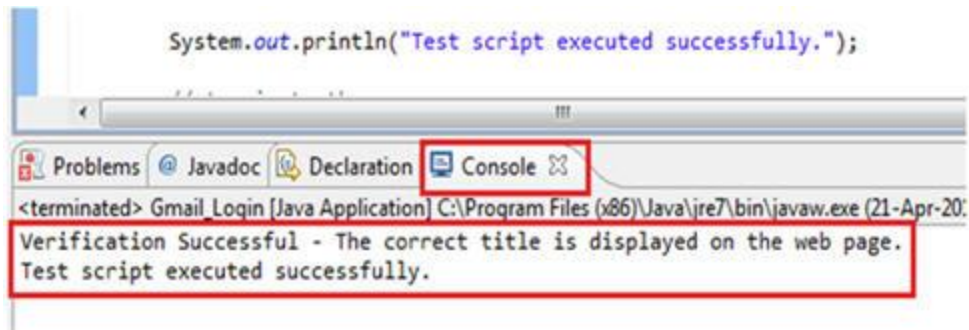 System.out.println("Test script executed successfully.");
Problems @ Javadoc Declaration Console
<terminated> Gmail_Login [Java Application] C:\Program Files (x86)\Java\jre7\bin\javaw.exe (21-Apr-20
Verification Successful - The correct title is displayed on the web page.
Test script executed successfully.